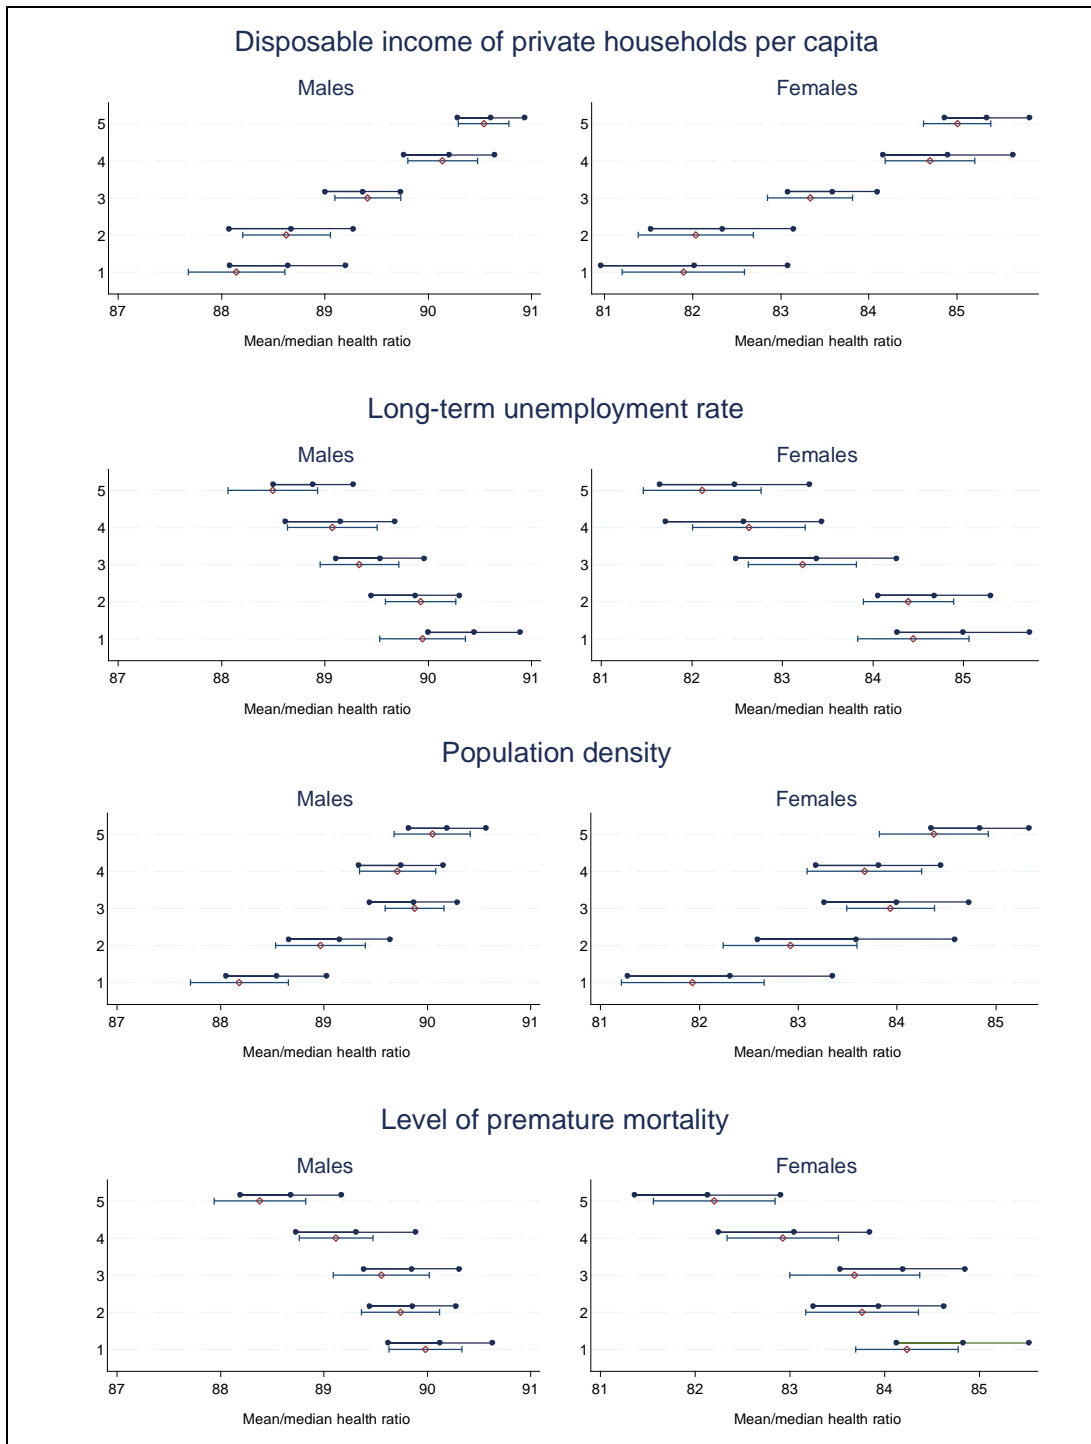 Disposable income of private households per capita
Males Females
5
4
3
2
1
87 88 89 90 91 81 82 83 84 85
Mean/median health ratio Mean/median health ratio
Long-term unemployment rate
Males Females
5 5
4 4
3 3
2 2
1 1
87 88 89 90 91 81 82 83 84 85
Mean/median health ratio Mean/median health ratio
Population density
Males Females
5 5
4 4
3 3
2 2
1 1
87 88 89 90 91 81 82 83 84 85
Mean/median health ratio Mean/median health ratio
Level of premature mortality
Males Females
5 5
4 4
3 3
2 2
1 1
87 88 89 90 91 81 82 83 84 85
Mean/median health ratio Mean/median health ratio